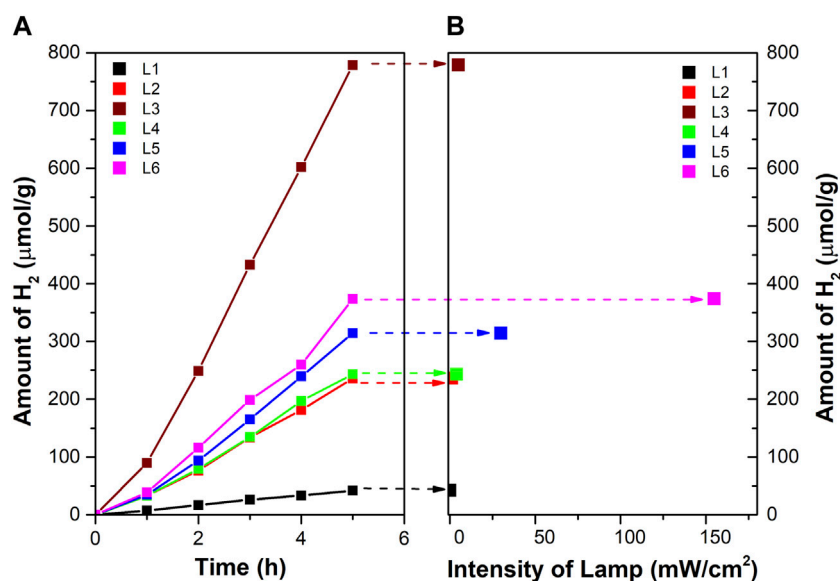 A
B
800
700
600
500
400
300
200
100
0
Amount of H₂ (μmol/g)
L1
L2
L3
L4
L5
L6
0
2
4
6
Time (h)
L1
L2
L3
L4
L5
L6
0
50
100
150
Intensity of Lamp (mW/cm²)
800
700
600
500
400
300
200
100
0
Amount of H₂ (μmol/g)